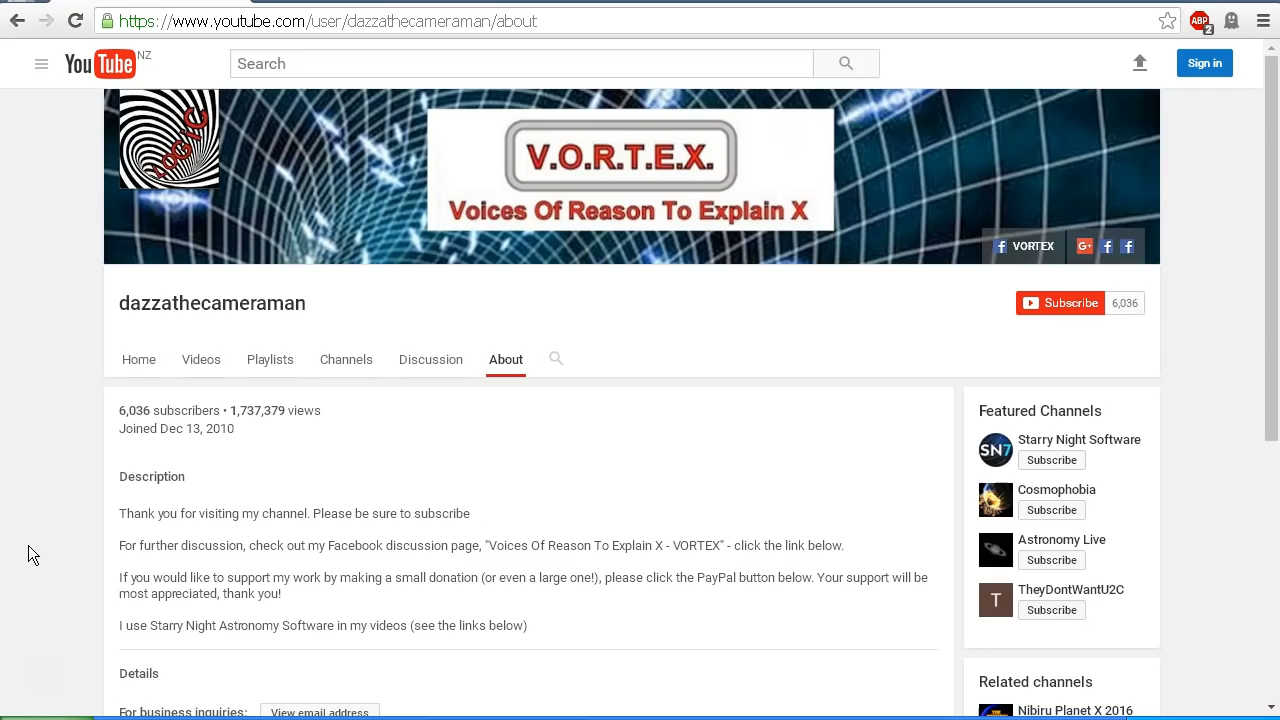 https://www.youtube.com/user/dazzathecameraman/about
ABP
2
YouTube NZ
Search
Sign in
LOGIC
V.O.R.T.E.X.
Voices Of Reason To Explain X
VORTEX
G+
dazzathecameraman
Subscribe 6,036
Home Videos Playlists Channels Discussion About
6,036 subscribers • 1,737,379 views
Joined Dec 13, 2010
Description
Thank you for visiting my channel. Please be sure to subscribe
For further discussion, check out my Facebook discussion page, "Voices Of Reason To Explain X - VORTEX" - click the link below.
If you would like to support my work by making a small donation (or even a large one!), please click the PayPal button below. Your support will be
most appreciated, thank you!
I use Starry Night Astronomy Software in my videos (see the links below)
Details
For business inquiries: View email address
Featured Channels
SN7
Starry Night Software
Subscribe
Cosmophobia
Subscribe
Astronomy Live
Subscribe
T
TheyDontWantU2C
Subscribe
Related channels
Nibiru Planet X 2016